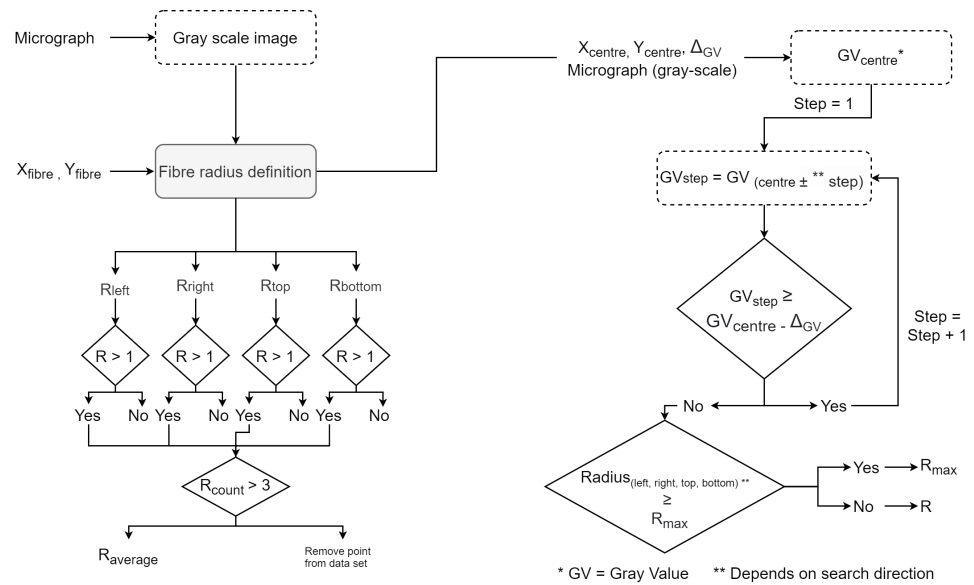 Micrograph
Gray scale image
X_centre, Y_centre, Δ_GV
Micrograph (gray-scale)
GV_centre*
Step = 1
X_fibre , Y_fibre
Fibre radius definition
GV_step = GV (centre ± ** step)
R_left
R_right
R_top
R_bottom
GV_step ≥
GV_centre - Δ_GV
Step =
Step + 1
R > 1
R > 1
R > 1
R > 1
Yes
No
Yes
No
Yes
No
Yes
No
No
Yes
R_count > 3
Radius_(left, right, top, bottom) **
≥
R_max
Yes
R_max
No
R
R_average
Remove point
from data set
* GV = Gray Value
** Depends on search direction